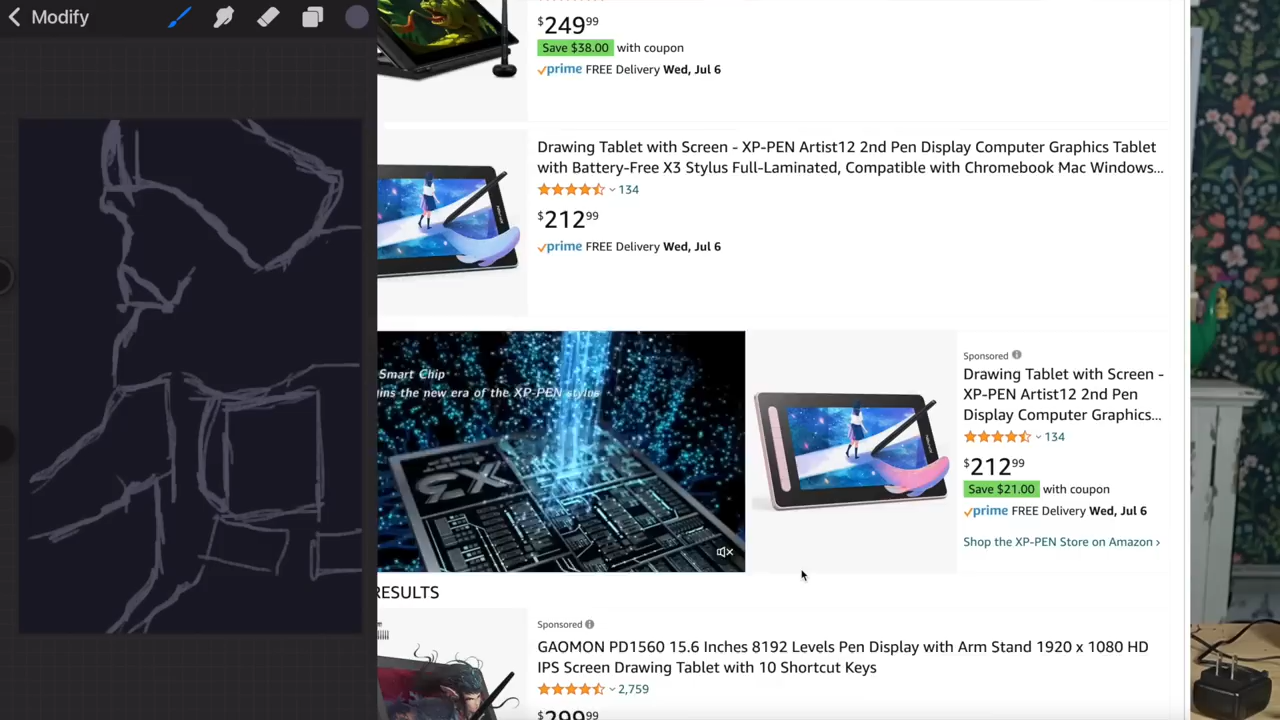 Modify
$249.99
Save $38.00 with coupon
prime FREE Delivery Wed, Jul 6
Drawing Tablet with Screen - XP-PEN Artist12 2nd Pen Display Computer Graphics Tablet
with Battery-Free X3 Stylus Full-Laminated, Compatible with Chromebook Mac Windows...
134
$212.99
prime FREE Delivery Wed, Jul 6
Smart Chip
ins the new era of the XP-PEN stylus
X3
Sponsored
Drawing Tablet with Screen -
XP-PEN Artist12 2nd Pen
Display Computer Graphics...
134
$212.99
Save $21.00 with coupon
prime FREE Delivery Wed, Jul 6
Shop the XP-PEN Store on Amazon ›
RESULTS
Sponsored
GAOMON PD1560 15.6 Inches 8192 Levels Pen Display with Arm Stand 1920 x 1080 HD
IPS Screen Drawing Tablet with 10 Shortcut Keys
2,759
$299.99